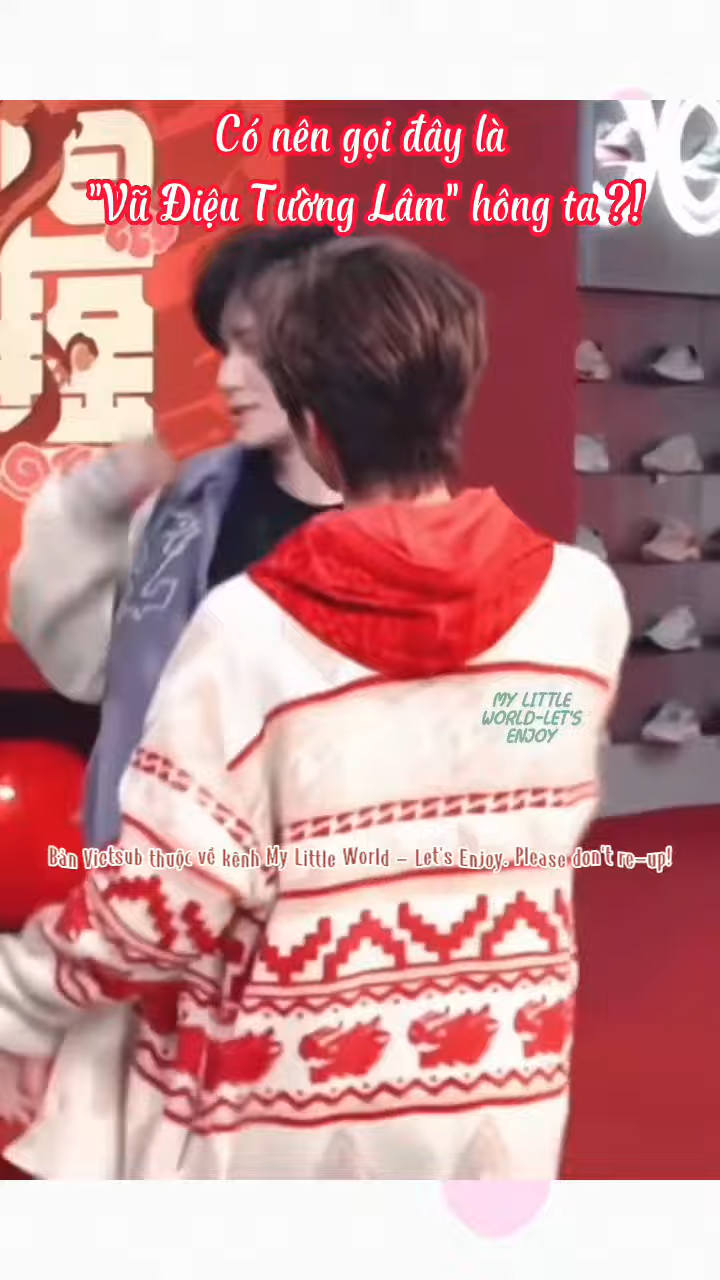 Có nên gọi đây là
"Vũ Điệu Tường Lâm" hông ta ?!
MY LITTLE
WORLD-LET'S
ENJOY
Bản Vietsub thuộc về kênh My Little World - Let's Enjoy. Please don't re-up!